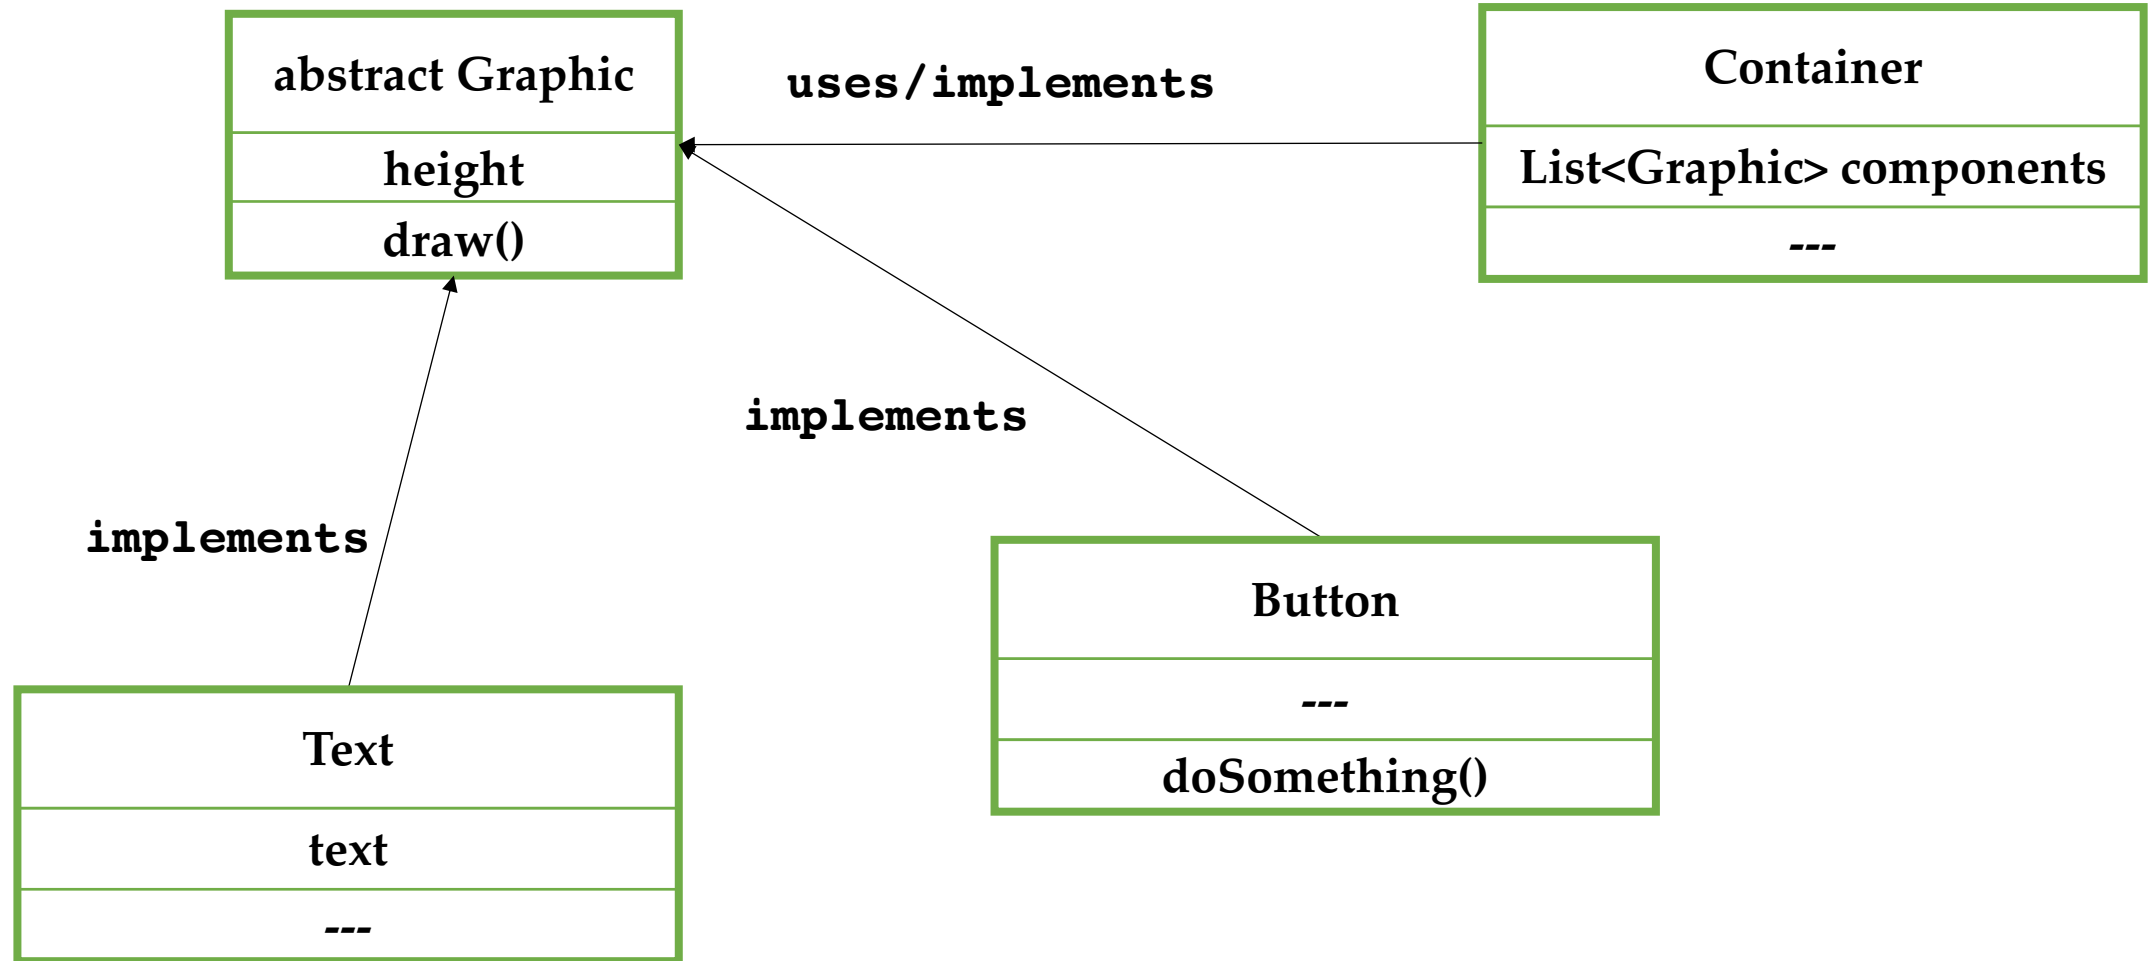 abstract Graphic
height
draw()
uses/implements
Container
List<Graphic> components
---
implements
implements
Button
---
doSomething()
Text
text
---